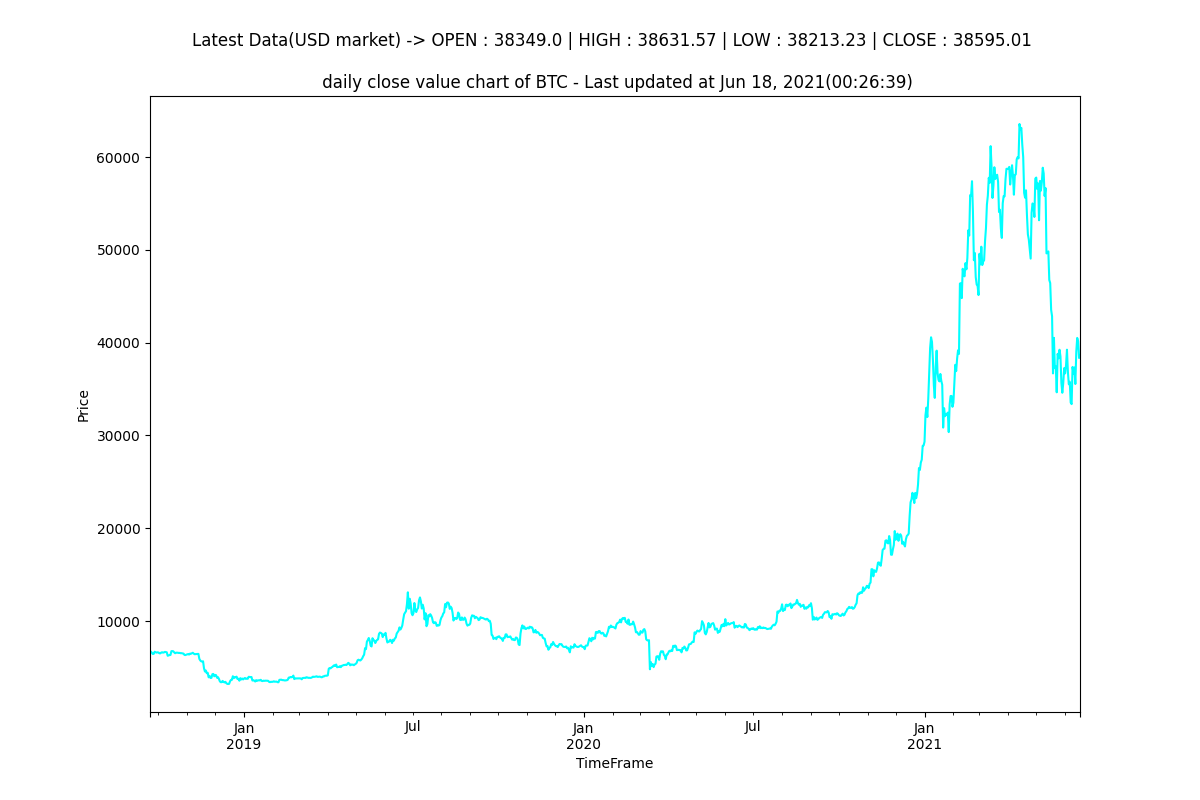 Latest Data(USD market) -> OPEN : 38349.0 | HIGH : 38631.57 | LOW : 38213.23 | CLOSE : 38595.01
daily close value chart of BTC - Last updated at Jun 18, 2021(00:26:39)
60000
50000
40000
30000
20000
10000
Price
Jan Jul Jan Jul Jan
2019 2020 2021
TimeFrame